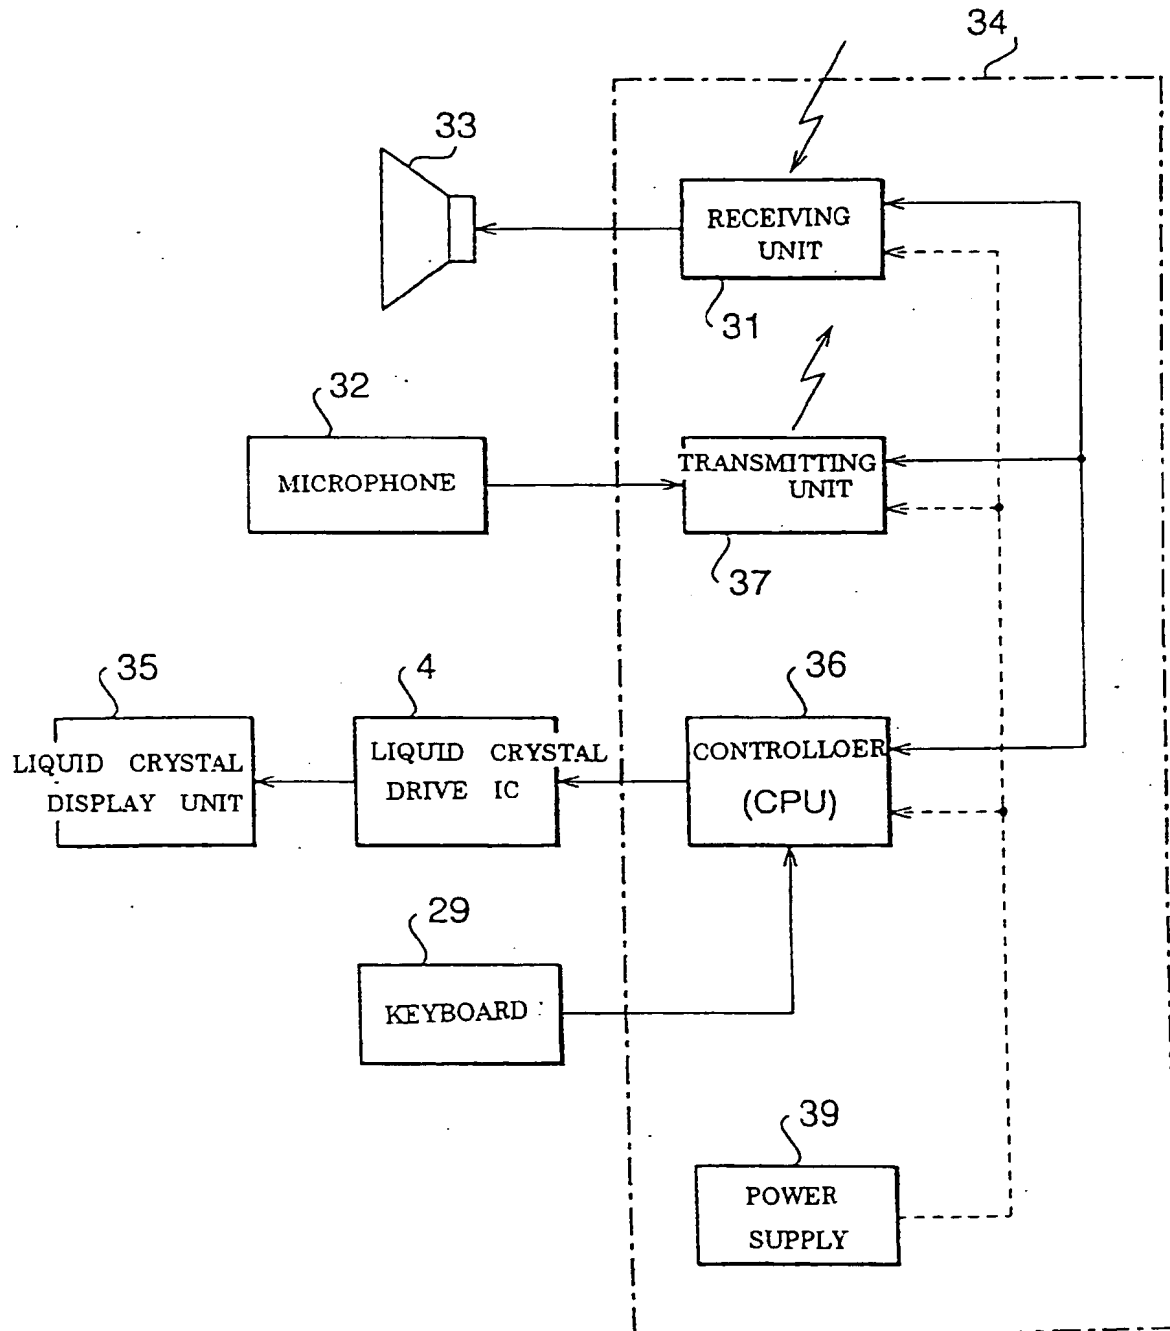 34
33
RECEIVING
UNIT
31
32
MICROPHONE
TRANSMITTING
UNIT
37
35
4
36
LIQUID CRYSTAL
DISPLAY UNIT
LIQUID CRYSTAL
DRIVE IC
CONTROLLOER
(CPU)
29
KEYBOARD
39
POWER
SUPPLY